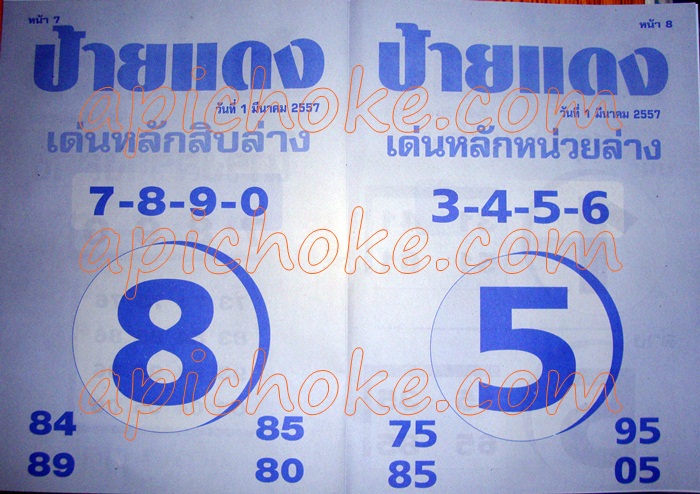 หน้า 7
ป้ายแดง
วันที่ 1 มีนาคม 2557
เด่นหลักสิบล่าง
7-8-9-0
8
84 85
89 80
หน้า 8
ป้ายแดง
วันที่ 1 มีนาคม 2557
เด่นหลักหน่วยล่าง
3-4-5-6
5
75 95
85 05
apichoke.com
apichoke.com
apichoke.com